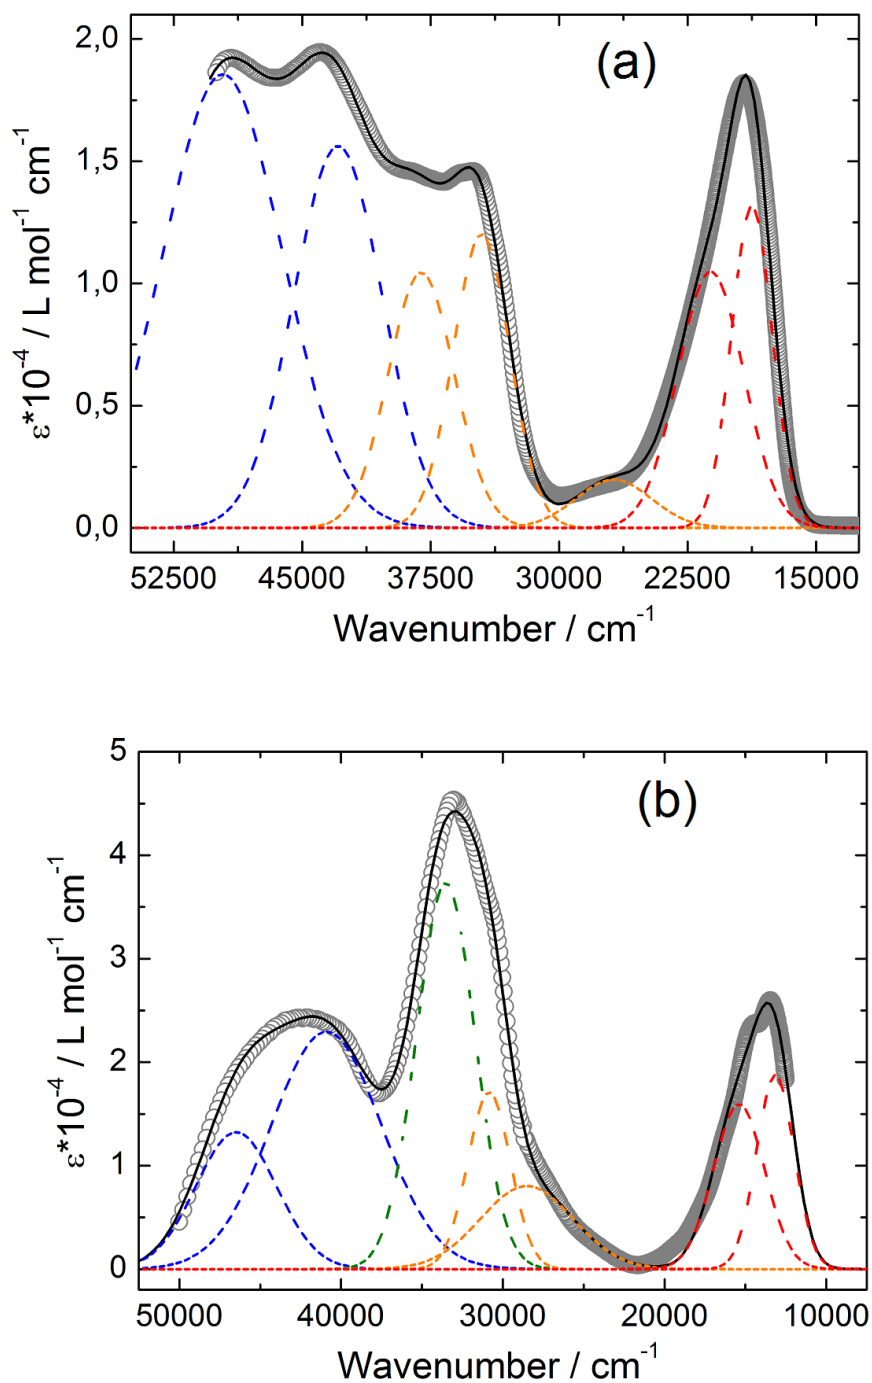 (a)
2,0
1,5
1,0
0,5
0,0
ε*10⁻⁴ / L mol⁻¹ cm⁻¹
52500 45000 37500 30000 22500 15000
Wavenumber / cm⁻¹
(b)
5
4
3
2
1
0
ε*10⁻⁴ / L mol⁻¹ cm⁻¹
50000 40000 30000 20000 10000
Wavenumber / cm⁻¹